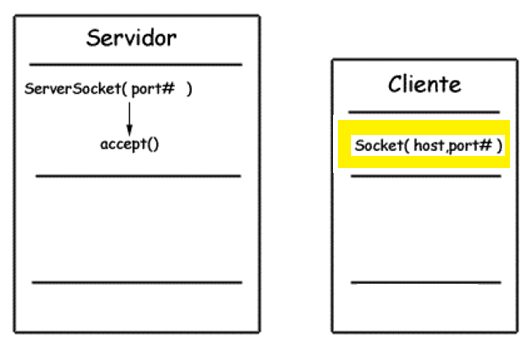 Servidor
ServerSocket( port# )
accept()
Cliente
Socket( host,port# )